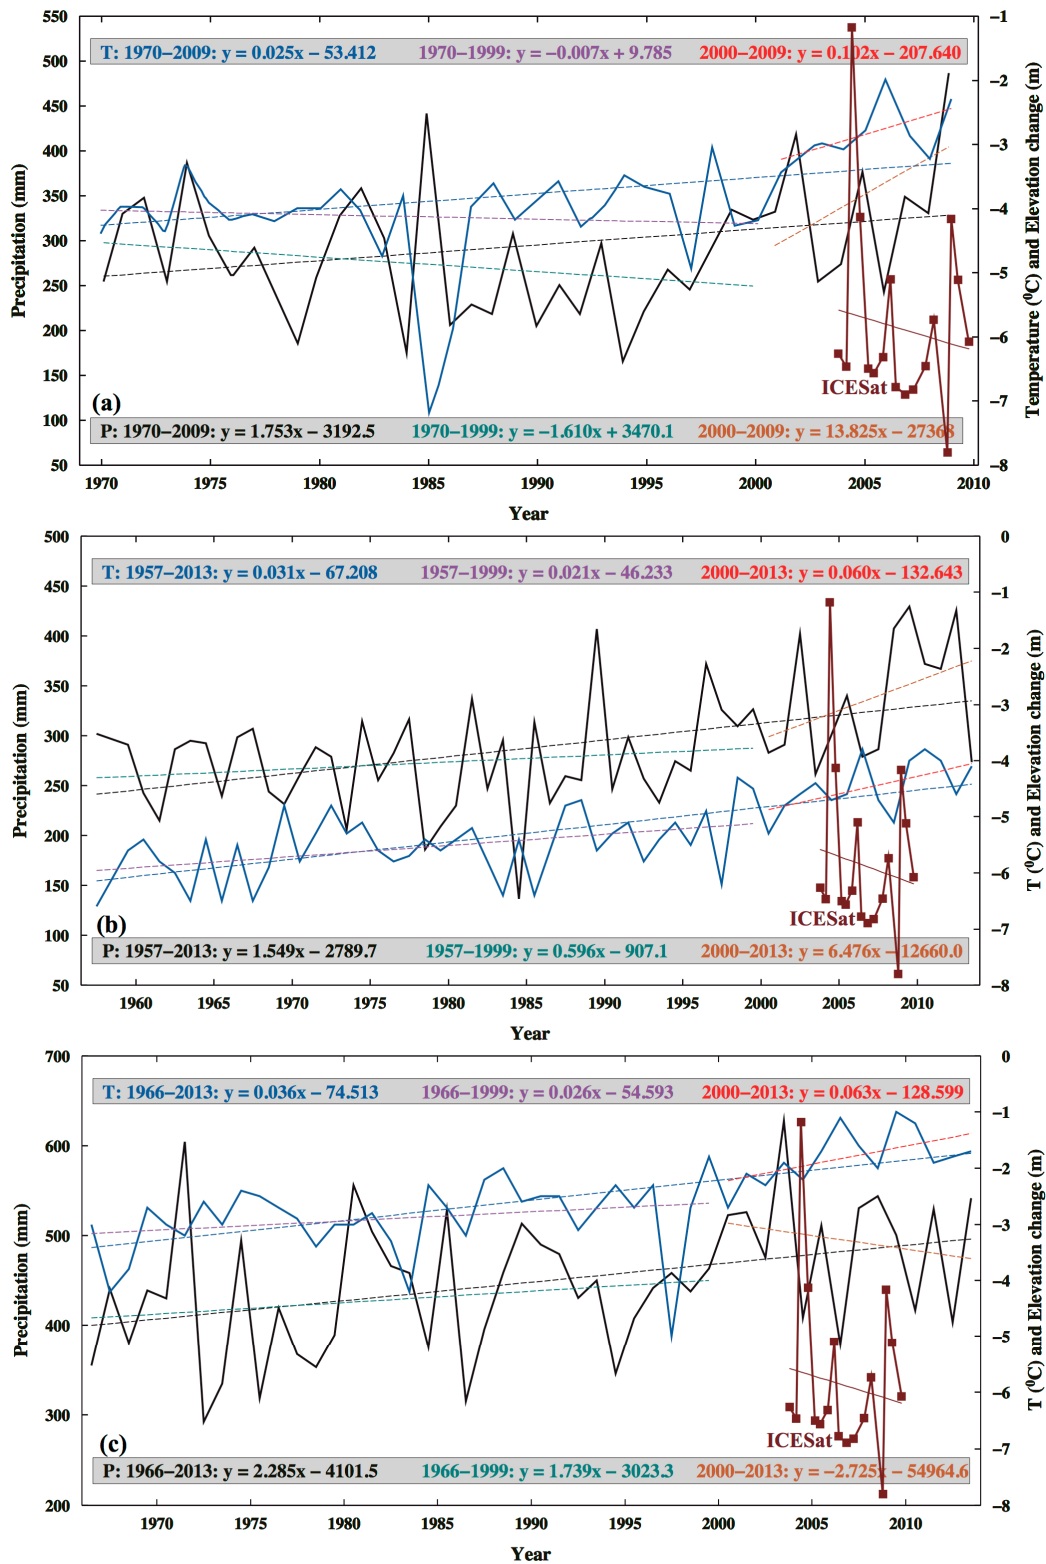 550
500
450
400
350
300
250
200
150
100
50
Precipitation (mm)
−1
−2
−3
−4
−5
−6
−7
−8
Temperature (⁰C) and Elevation change (m)
T: 1970−2009: y = 0.025x − 53.412 1970−1999: y = −0.007x + 9.785 2000−2009: y = 0.102x − 207.640
ICESat
(a)
P: 1970−2009: y = 1.753x − 3192.5 1970−1999: y = −1.610x + 3470.1 2000−2009: y = 13.825x − 27368
1970 1975 1980 1985 1990 1995 2000 2005 2010
Year
500
450
400
350
300
250
200
150
100
50
Precipitation (mm)
0
−1
−2
−3
−4
−5
−6
−7
−8
T (⁰C) and Elevation change (m)
T: 1957−2013: y = 0.031x − 67.208 1957−1999: y = 0.021x − 46.233 2000−2013: y = 0.060x − 132.643
ICESat
(b)
P: 1957−2013: y = 1.549x − 2789.7 1957−1999: y = 0.596x − 907.1 2000−2013: y = 6.476x − 12660.0
1960 1965 1970 1975 1980 1985 1990 1995 2000 2005 2010
Year
700
600
500
400
300
200
Precipitation (mm)
0
−1
−2
−3
−4
−5
−6
−7
−8
T (⁰C) and Elevation change (m)
T: 1966−2013: y = 0.036x − 74.513 1966−1999: y = 0.026x − 54.593 2000−2013: y = 0.063x − 128.599
ICESat
(c)
P: 1966−2013: y = 2.285x − 4101.5 1966−1999: y = 1.739x − 3023.3 2000−2013: y = −2.725x − 54964.6
1970 1975 1980 1985 1990 1995 2000 2005 2010
Year